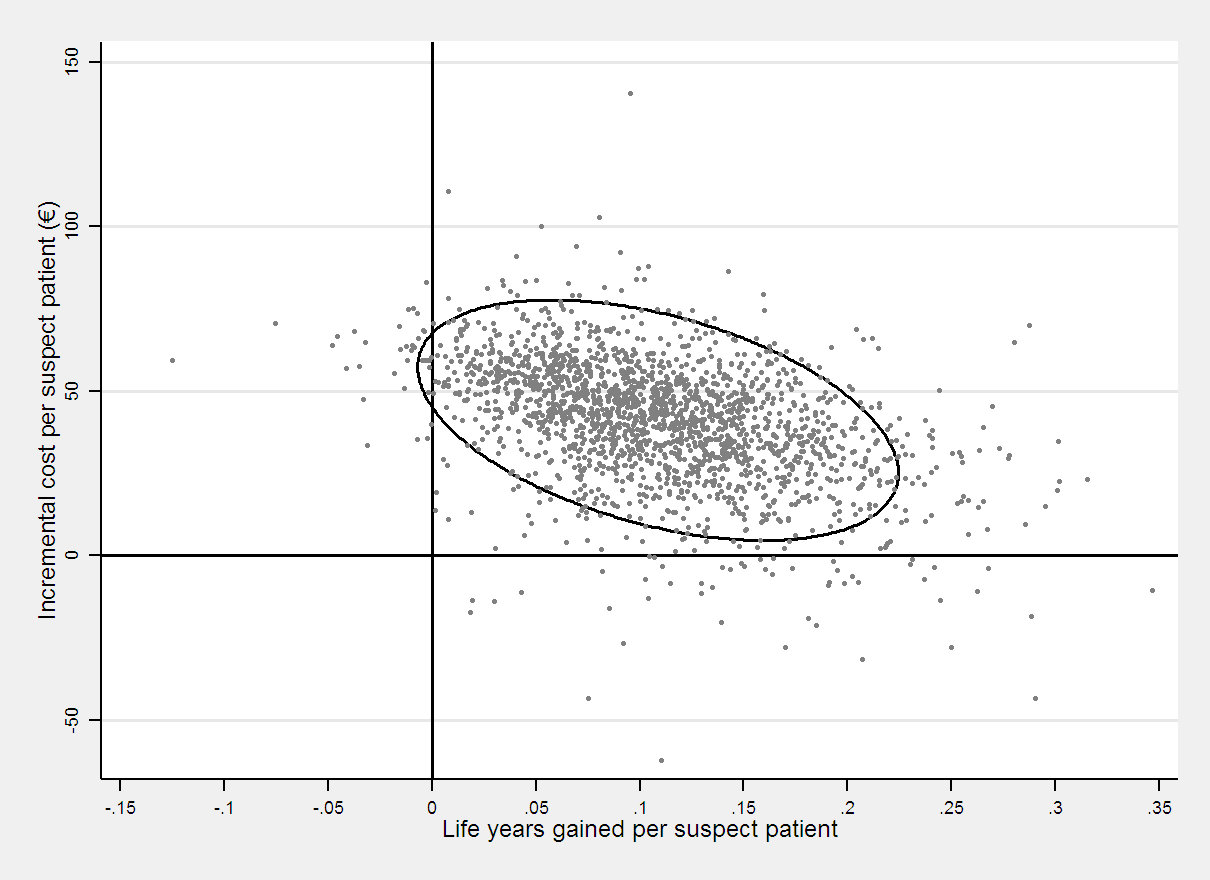 Incremental cost per suspect patient (€)
150
100
50
0
-50
-.15 -.1 -.05 0 .05 .1 .15 .2 .25 .3 .35
Life years gained per suspect patient